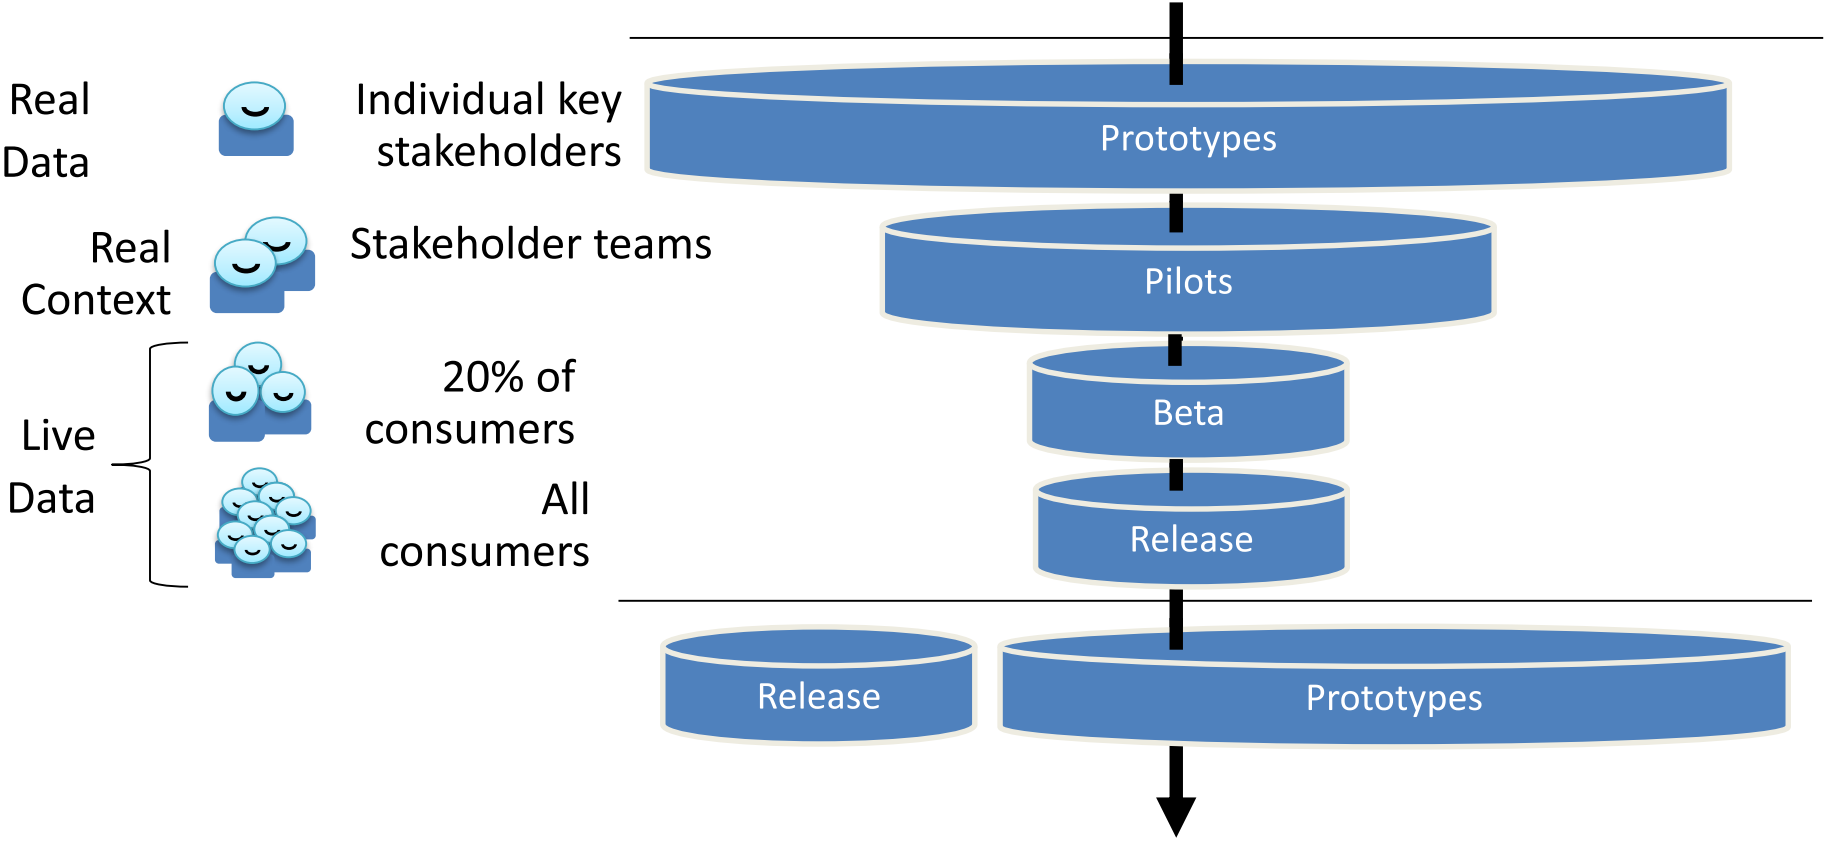 Real
Data
Individual key
stakeholders
Prototypes
Real
Context
Stakeholder teams
Pilots
Live
Data
20% of
consumers
Beta
All
consumers
Release
Release
Prototypes